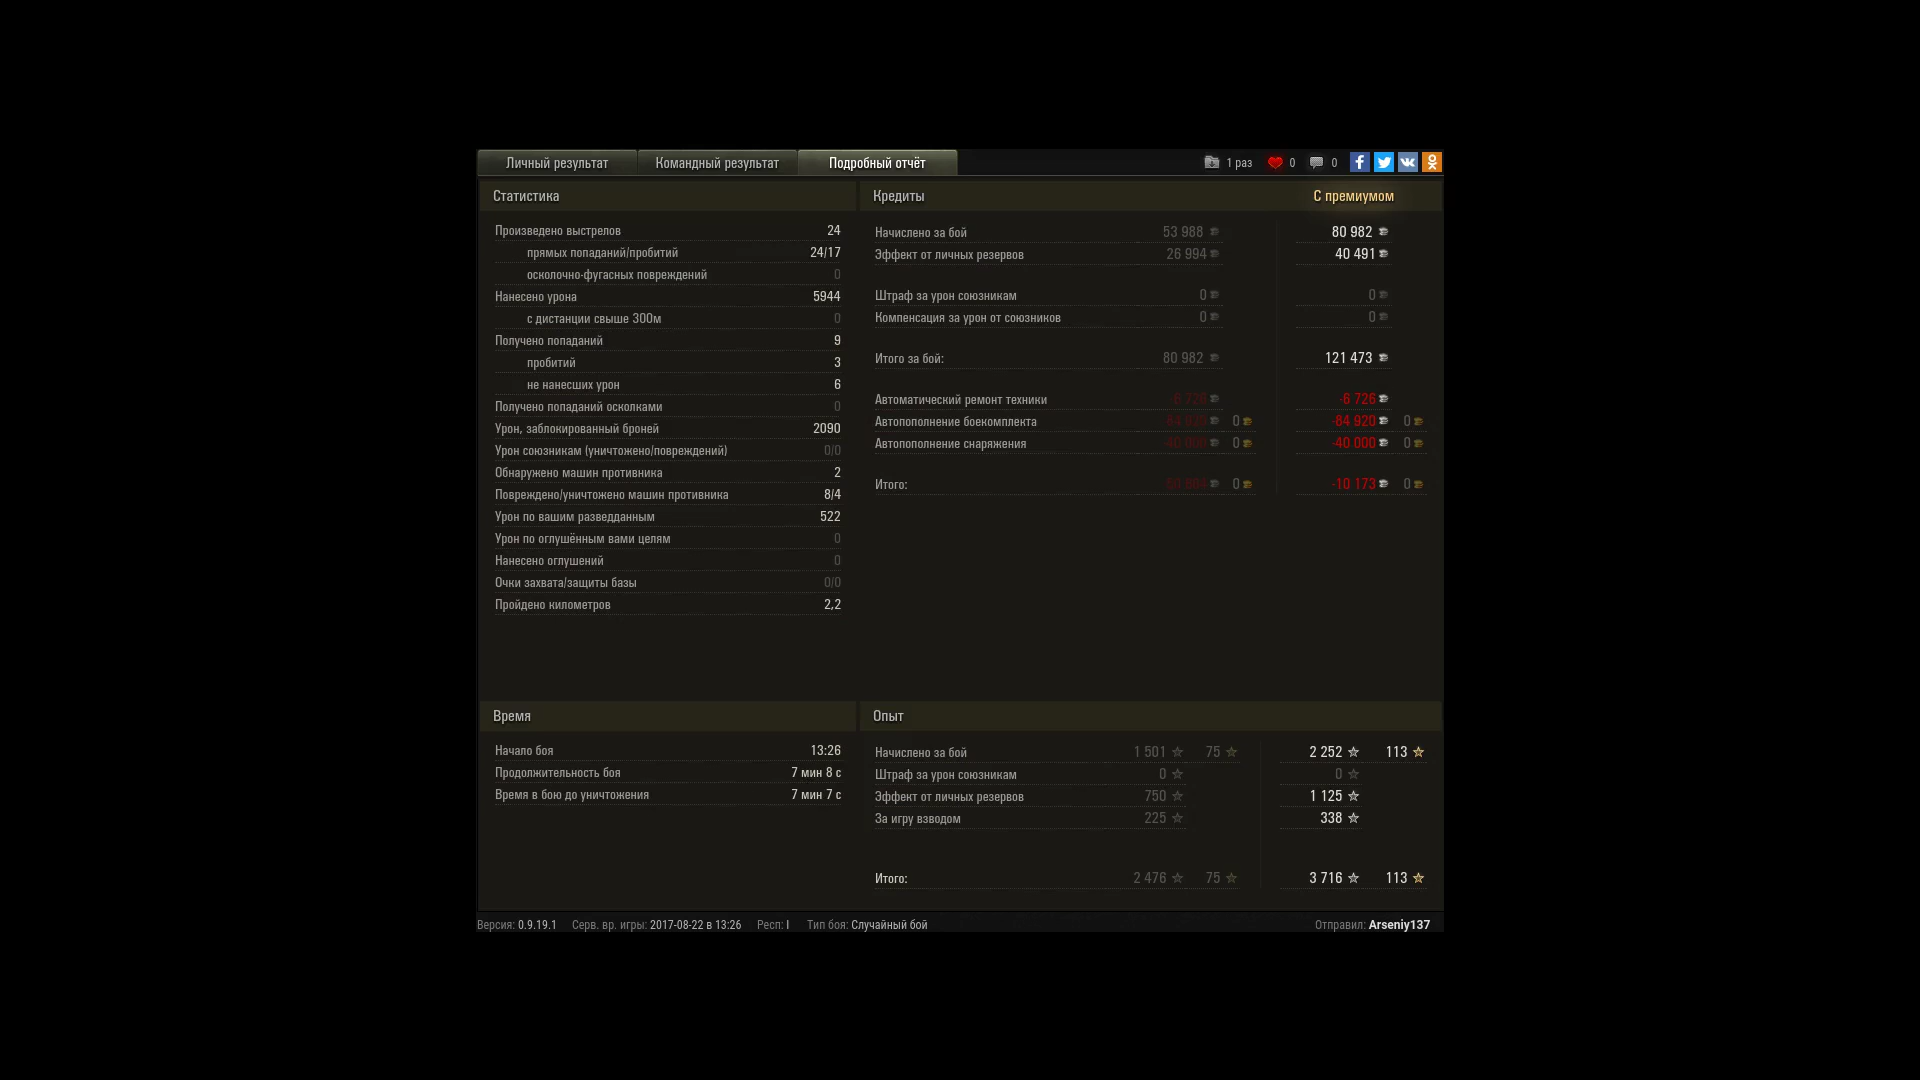 Личный результат Командный результат Подробный отчёт 1 раз 0 0
Статистика
Произведено выстрелов 24
прямых попаданий/пробитий 24/17
осколочно-фугасных повреждений 0
Нанесено урона 5944
с дистанции свыше 300м 0
Получено попаданий 9
пробитий 3
не нанесших урон 6
Получено попаданий осколками 0
Урон, заблокированный броней 2090
Урон союзникам (уничтожено/повреждений) 0/0
Обнаружено машин противника 2
Повреждено/уничтожено машин противника 8/4
Урон по вашим разведданным 522
Урон по оглушённым вами целям 0
Нанесено оглушений 0
Очки захвата/защиты базы 0/0
Пройдено километров 2,2
Кредиты С премиумом
Начислено за бой 53 988 80 982
Эффект от личных резервов 26 994 40 491
Штраф за урон союзникам 0 0
Компенсация за урон от союзников 0 0
Итого за бой: 80 982 121 473
Автоматический ремонт техники -6 726 -6 726
Автопополнение боекомплекта -84 920 0 -84 920 0
Автопополнение снаряжения -40 000 0 -40 000 0
Итого: 0 -10 173 0
Время
Начало боя 13:26
Продолжительность боя 7 мин 8 с
Время в бою до уничтожения 7 мин 7 с
Опыт
Начислено за бой 1 501 75 2 252 113
Штраф за урон союзникам 0 0
Эффект от личных резервов 750 1 125
За игру взводом 225 338
Итого: 2 476 75 3 716 113
Версия: 0.9.19.1 Серв. вр. игры: 2017-08-22 в 13:26 Респ: I Тип боя: Случайный бой Отправил: Arseniy137